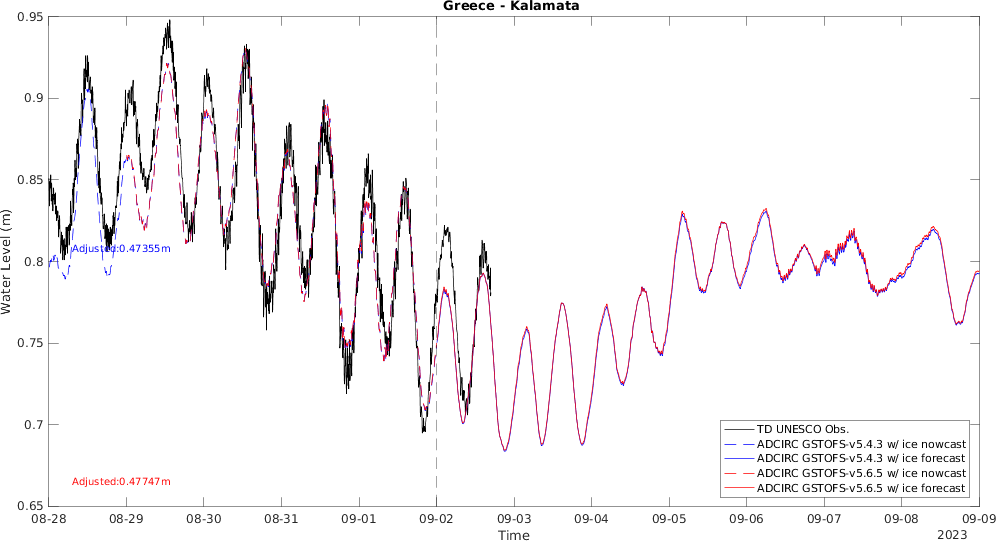 Greece - Kalamata
0.95
0.9
0.85
0.8
0.75
0.7
0.65
Water Level (m)
Adjusted:0.47355m
Adjusted:0.47747m
TD UNESCO Obs.
ADCIRC GSTOFS-v5.4.3 w/ ice nowcast
ADCIRC GSTOFS-v5.4.3 w/ ice forecast
ADCIRC GSTOFS-v5.6.5 w/ ice nowcast
ADCIRC GSTOFS-v5.6.5 w/ ice forecast
08-28 08-29 08-30 08-31 09-01 09-02 09-03 09-04 09-05 09-06 09-07 09-08 09-09
Time
2023